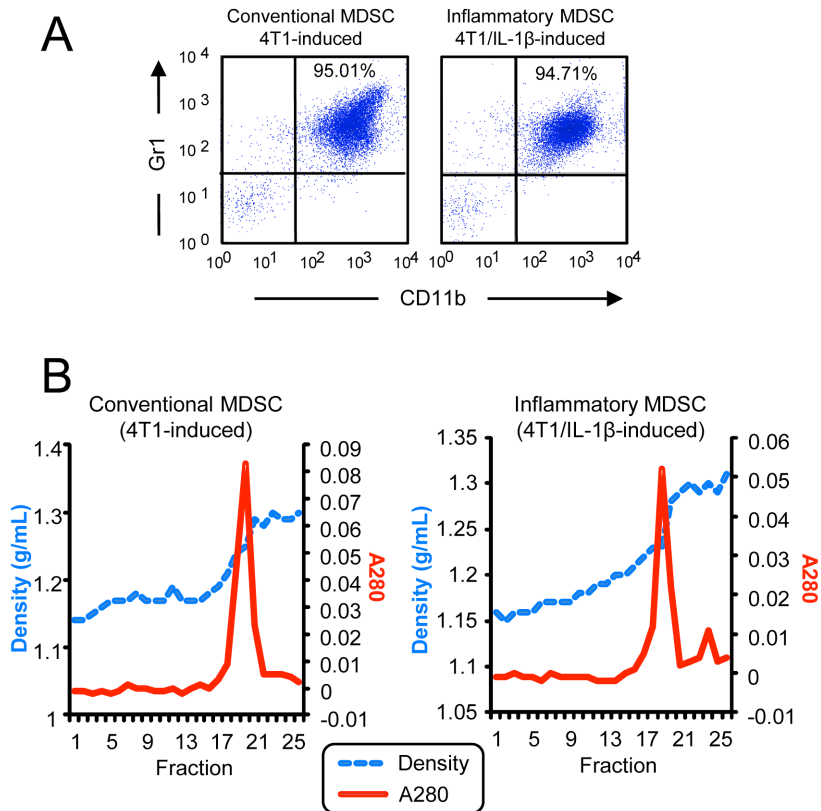 A
Conventional MDSC
4T1-induced
Inflammatory MDSC
4T1/IL-1β-induced
Gr1
10^4
10^3
10^2
10^1
10^0
95.01%
94.71%
10^0 10^1 10^2 10^3 10^4
10^0 10^1 10^2 10^3 10^4
CD11b
B
Conventional MDSC
(4T1-induced)
Density (g/mL)
1.4
1.3
1.2
1.1
1
0.09
0.08
0.07
0.06
0.05
0.04
0.03
0.02
0.01
0
-0.01
A280
1 5 9 13 17 21 25
Fraction
Inflammatory MDSC
(4T1/IL-1β-induced)
Density (g/mL)
1.35
1.3
1.25
1.2
1.15
1.1
1.05
0.06
0.05
0.04
0.03
0.02
0.01
0
-0.01
A280
1 5 9 13 17 21 25
Fraction
Density
A280